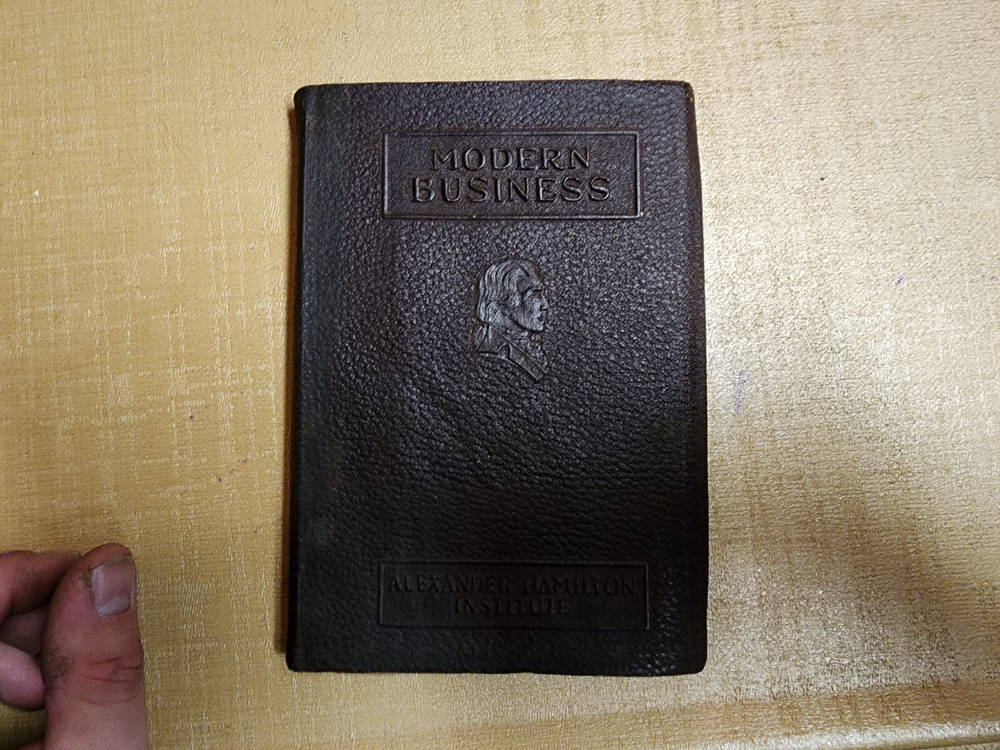 MODERN
BUSINESS
ALEXANDER HAMILTON
INSTITUTE